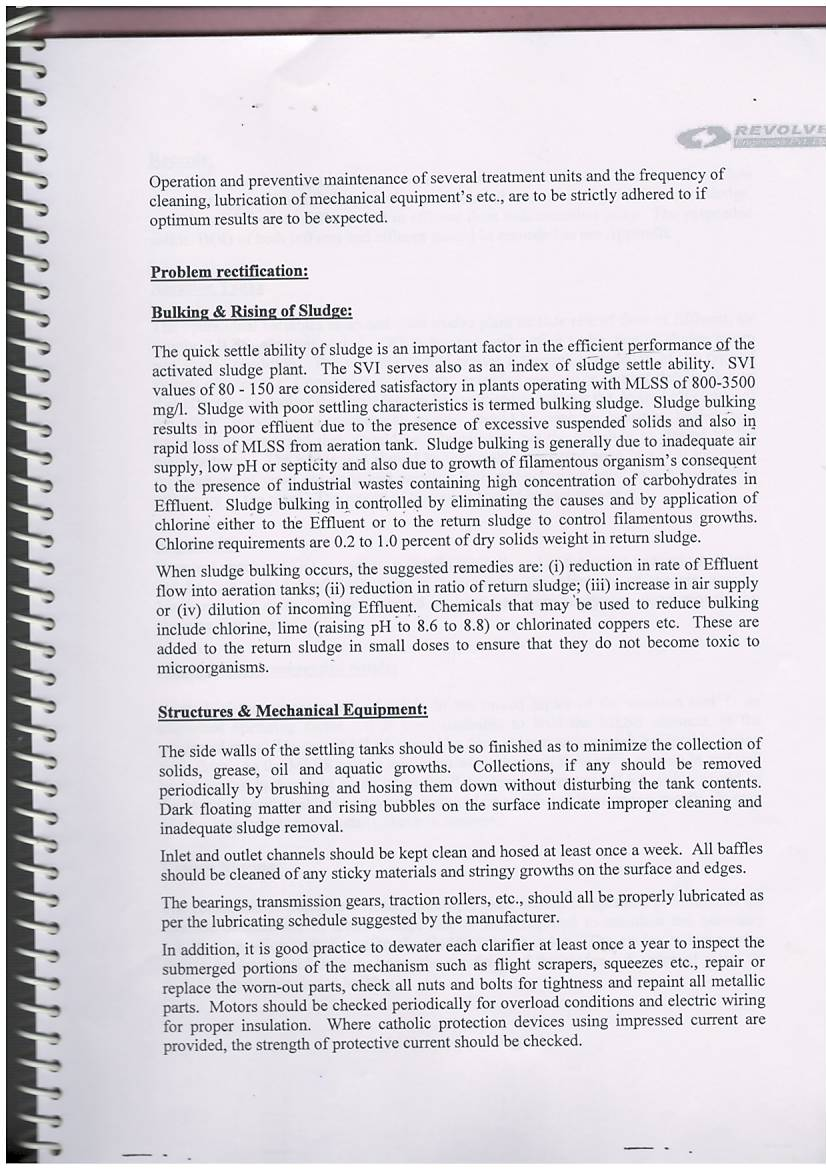 REVOLVE
Engineers Pvt. Ltd
Operation and preventive maintenance of several treatment units and the frequency of
cleaning, lubrication of mechanical equipment's etc., are to be strictly adhered to if
optimum results are to be expected.
Problem rectification:
Bulking & Rising of Sludge:
The quick settle ability of sludge is an important factor in the efficient performance of the
activated sludge plant. The SVI serves also as an index of sludge settle ability. SVI
values of 80 - 150 are considered satisfactory in plants operating with MLSS of 800-3500
mg/l. Sludge with poor settling characteristics is termed bulking sludge. Sludge bulking
results in poor effluent due to the presence of excessive suspended solids and also in
rapid loss of MLSS from aeration tank. Sludge bulking is generally due to inadequate air
supply, low pH or septicity and also due to growth of filamentous organism's consequent
to the presence of industrial wastes containing high concentration of carbohydrates in
Effluent. Sludge bulking in controlled by eliminating the causes and by application of
chlorine either to the Effluent or to the return sludge to control filamentous growths.
Chlorine requirements are 0.2 to 1.0 percent of dry solids weight in return sludge.
When sludge bulking occurs, the suggested remedies are: (i) reduction in rate of Effluent
flow into aeration tanks; (ii) reduction in ratio of return sludge; (iii) increase in air supply
or (iv) dilution of incoming Effluent. Chemicals that may be used to reduce bulking
include chlorine, lime (raising pH to 8.6 to 8.8) or chlorinated coppers etc. These are
added to the return sludge in small doses to ensure that they do not become toxic to
microorganisms.
Structures & Mechanical Equipment:
The side walls of the settling tanks should be so finished as to minimize the collection of
solids, grease, oil and aquatic growths. Collections, if any should be removed
periodically by brushing and hosing them down without disturbing the tank contents.
Dark floating matter and rising bubbles on the surface indicate improper cleaning and
inadequate sludge removal.
Inlet and outlet channels should be kept clean and hosed at least once a week. All baffles
should be cleaned of any sticky materials and stringy growths on the surface and edges.
The bearings, transmission gears, traction rollers, etc., should all be properly lubricated as
per the lubricating schedule suggested by the manufacturer.
In addition, it is good practice to dewater each clarifier at least once a year to inspect the
submerged portions of the mechanism such as flight scrapers, squeezes etc., repair or
replace the worn-out parts, check all nuts and bolts for tightness and repaint all metallic
parts. Motors should be checked periodically for overload conditions and electric wiring
for proper insulation. Where catholic protection devices using impressed current are
provided, the strength of protective current should be checked.